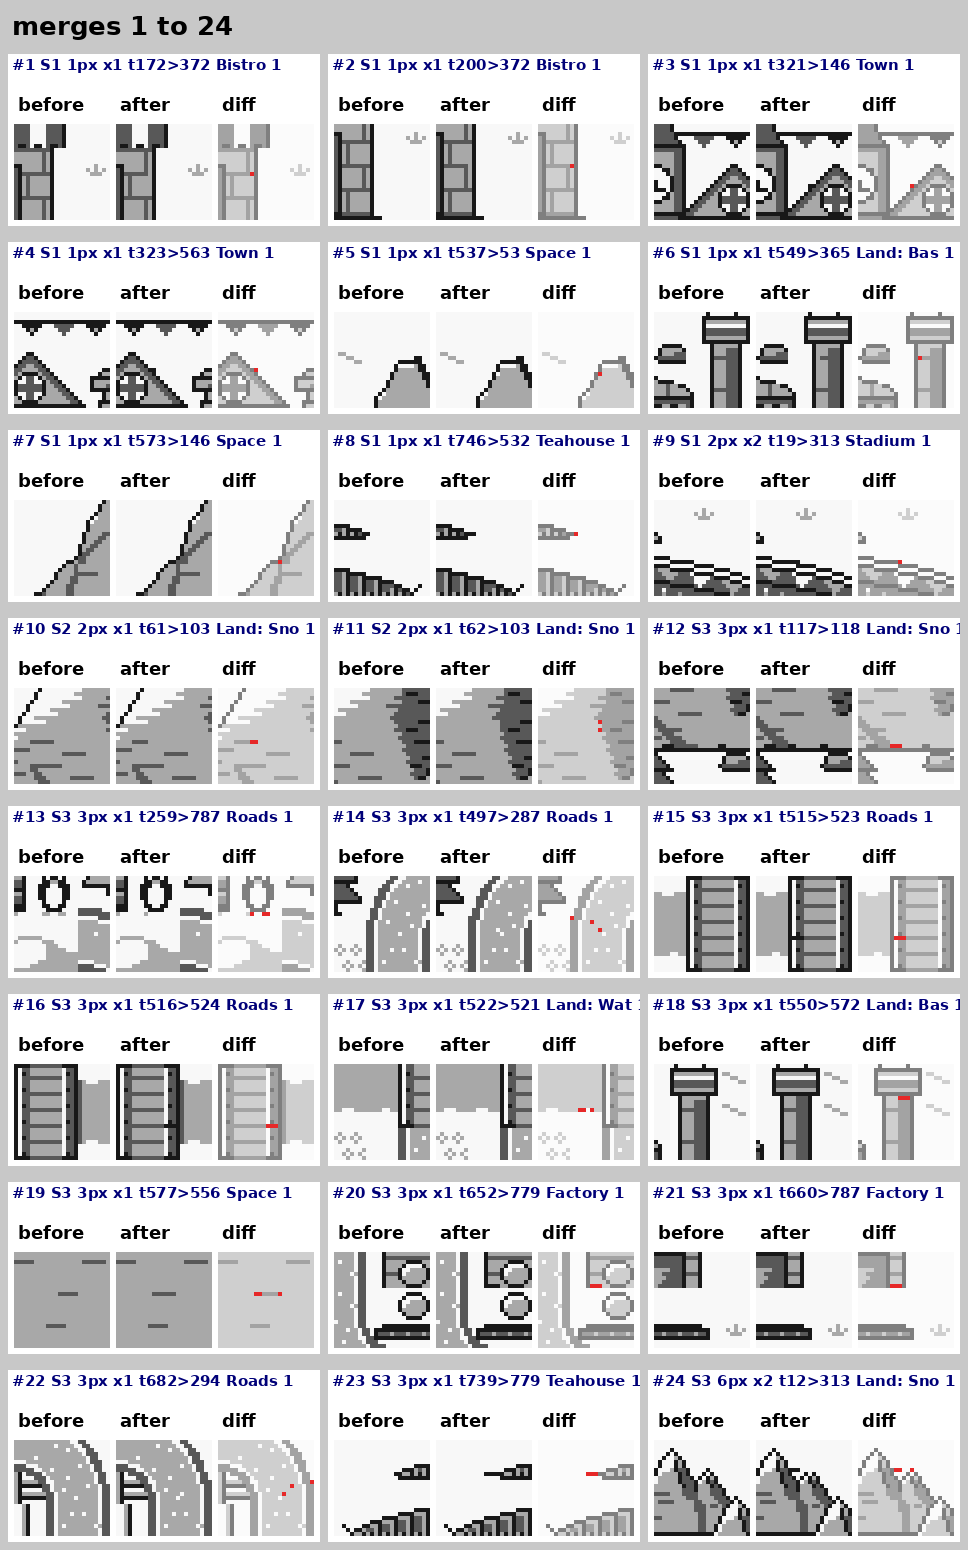 merges 1 to 24
#1 S1 1px x1 t172>372 Bistro 1
before after diff
#2 S1 1px x1 t200>372 Bistro 1
before after diff
#3 S1 1px x1 t321>146 Town 1
before after diff
#4 S1 1px x1 t323>563 Town 1
before after diff
#5 S1 1px x1 t537>53 Space 1
before after diff
#6 S1 1px x1 t549>365 Land: Bas 1
before after diff
#7 S1 1px x1 t573>146 Space 1
before after diff
#8 S1 1px x1 t746>532 Teahouse 1
before after diff
#9 S1 2px x2 t19>313 Stadium 1
before after diff
#10 S2 2px x1 t61>103 Land: Sno 1
before after diff
#11 S2 2px x1 t62>103 Land: Sno 1
before after diff
#12 S3 3px x1 t117>118 Land: Sno 1
before after diff
#13 S3 3px x1 t259>787 Roads 1
before after diff
#14 S3 3px x1 t497>287 Roads 1
before after diff
#15 S3 3px x1 t515>523 Roads 1
before after diff
#16 S3 3px x1 t516>524 Roads 1
before after diff
#17 S3 3px x1 t522>521 Land: Wat 1
before after diff
#18 S3 3px x1 t550>572 Land: Bas 1
before after diff
#19 S3 3px x1 t577>556 Space 1
before after diff
#20 S3 3px x1 t652>779 Factory 1
before after diff
#21 S3 3px x1 t660>787 Factory 1
before after diff
#22 S3 3px x1 t682>294 Roads 1
before after diff
#23 S3 3px x1 t739>779 Teahouse 1
before after diff
#24 S3 6px x2 t12>313 Land: Sno 1
before after diff